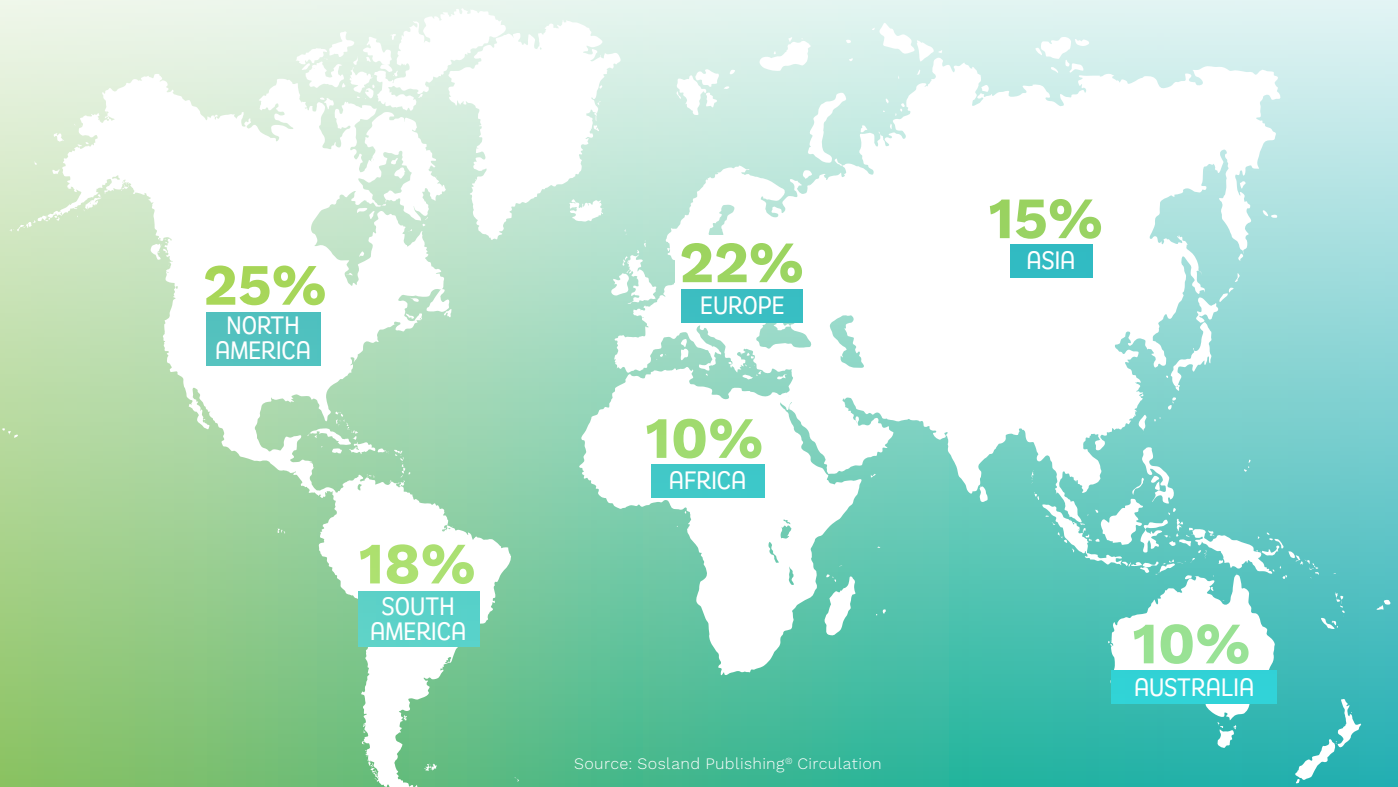 15%
ASIA
22%
EUROPE
25%
NORTH
AMERICA
10%
AFRICA
18%
SOUTH
AMERICA
10%
AUSTRALIA
Source: Sosland Publishing® Circulation